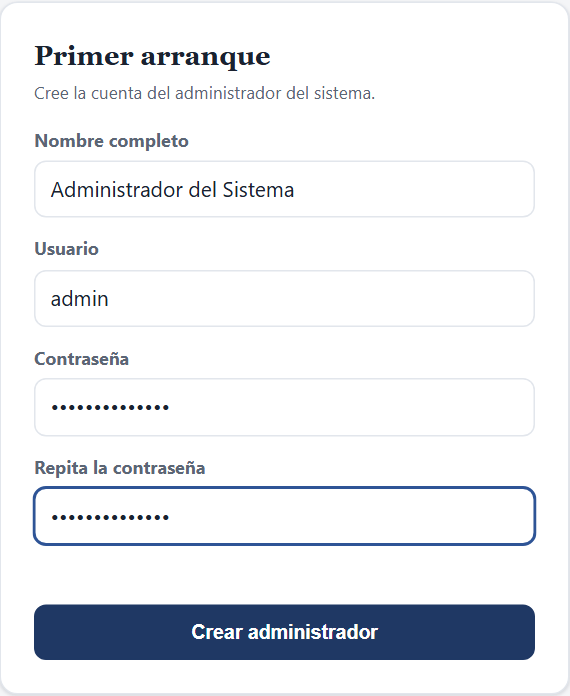 Primer arranque
Cree la cuenta del administrador del sistema.
Nombre completo
Administrador del Sistema
Usuario
admin
Contraseña
••••••••••••••
Repita la contraseña
••••••••••••••
Crear administrador